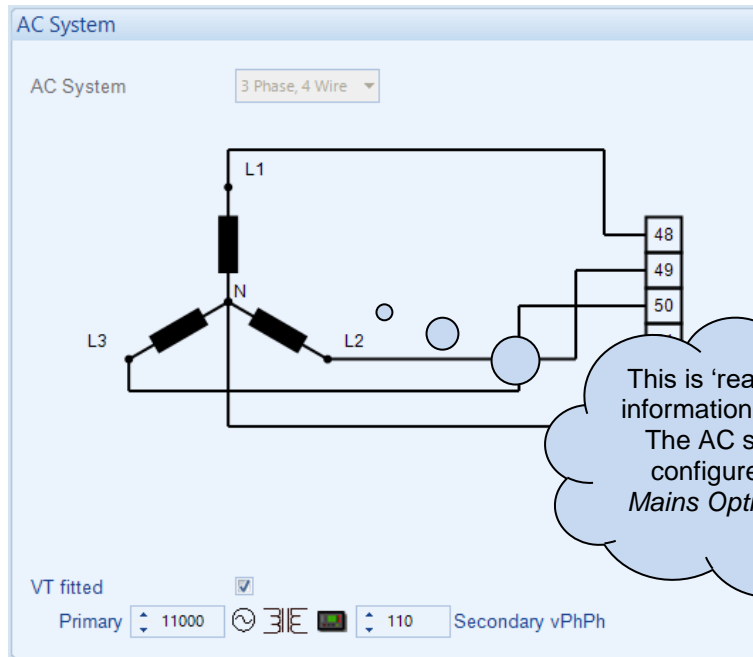 AC System
AC System 3 Phase, 4 Wire
L1
48
49
N
50
L3 L2
This is ‘rea
information
The AC s
configure
Mains Opti
VT fitted
Primary 11000 110 Secondary vPhPh